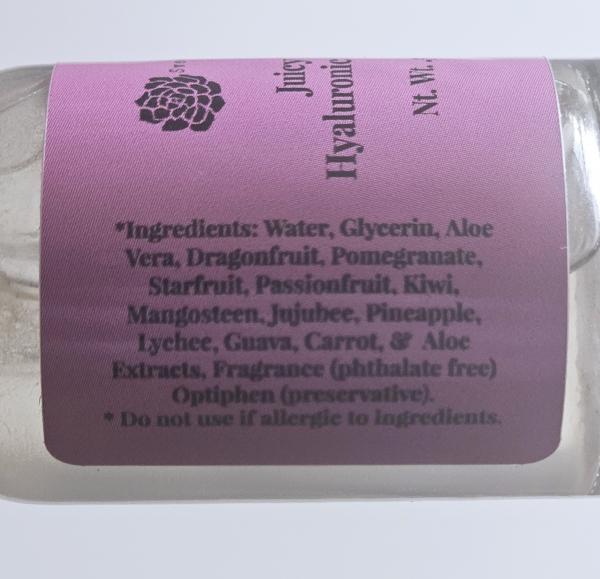 Juicy
Hyaluronic
Nt. Wt.
*Ingredients: Water, Glycerin, Aloe
Vera, Dragonfruit, Pomegranate,
Starfruit, Passionfruit, Kiwi,
Mangosteen, Jujubee, Pineapple,
Lychee, Guava, Carrot, & Aloe
Extracts, Fragrance (phthalate free)
Optiphen (preservative).
* Do not use if allergic to ingredients.